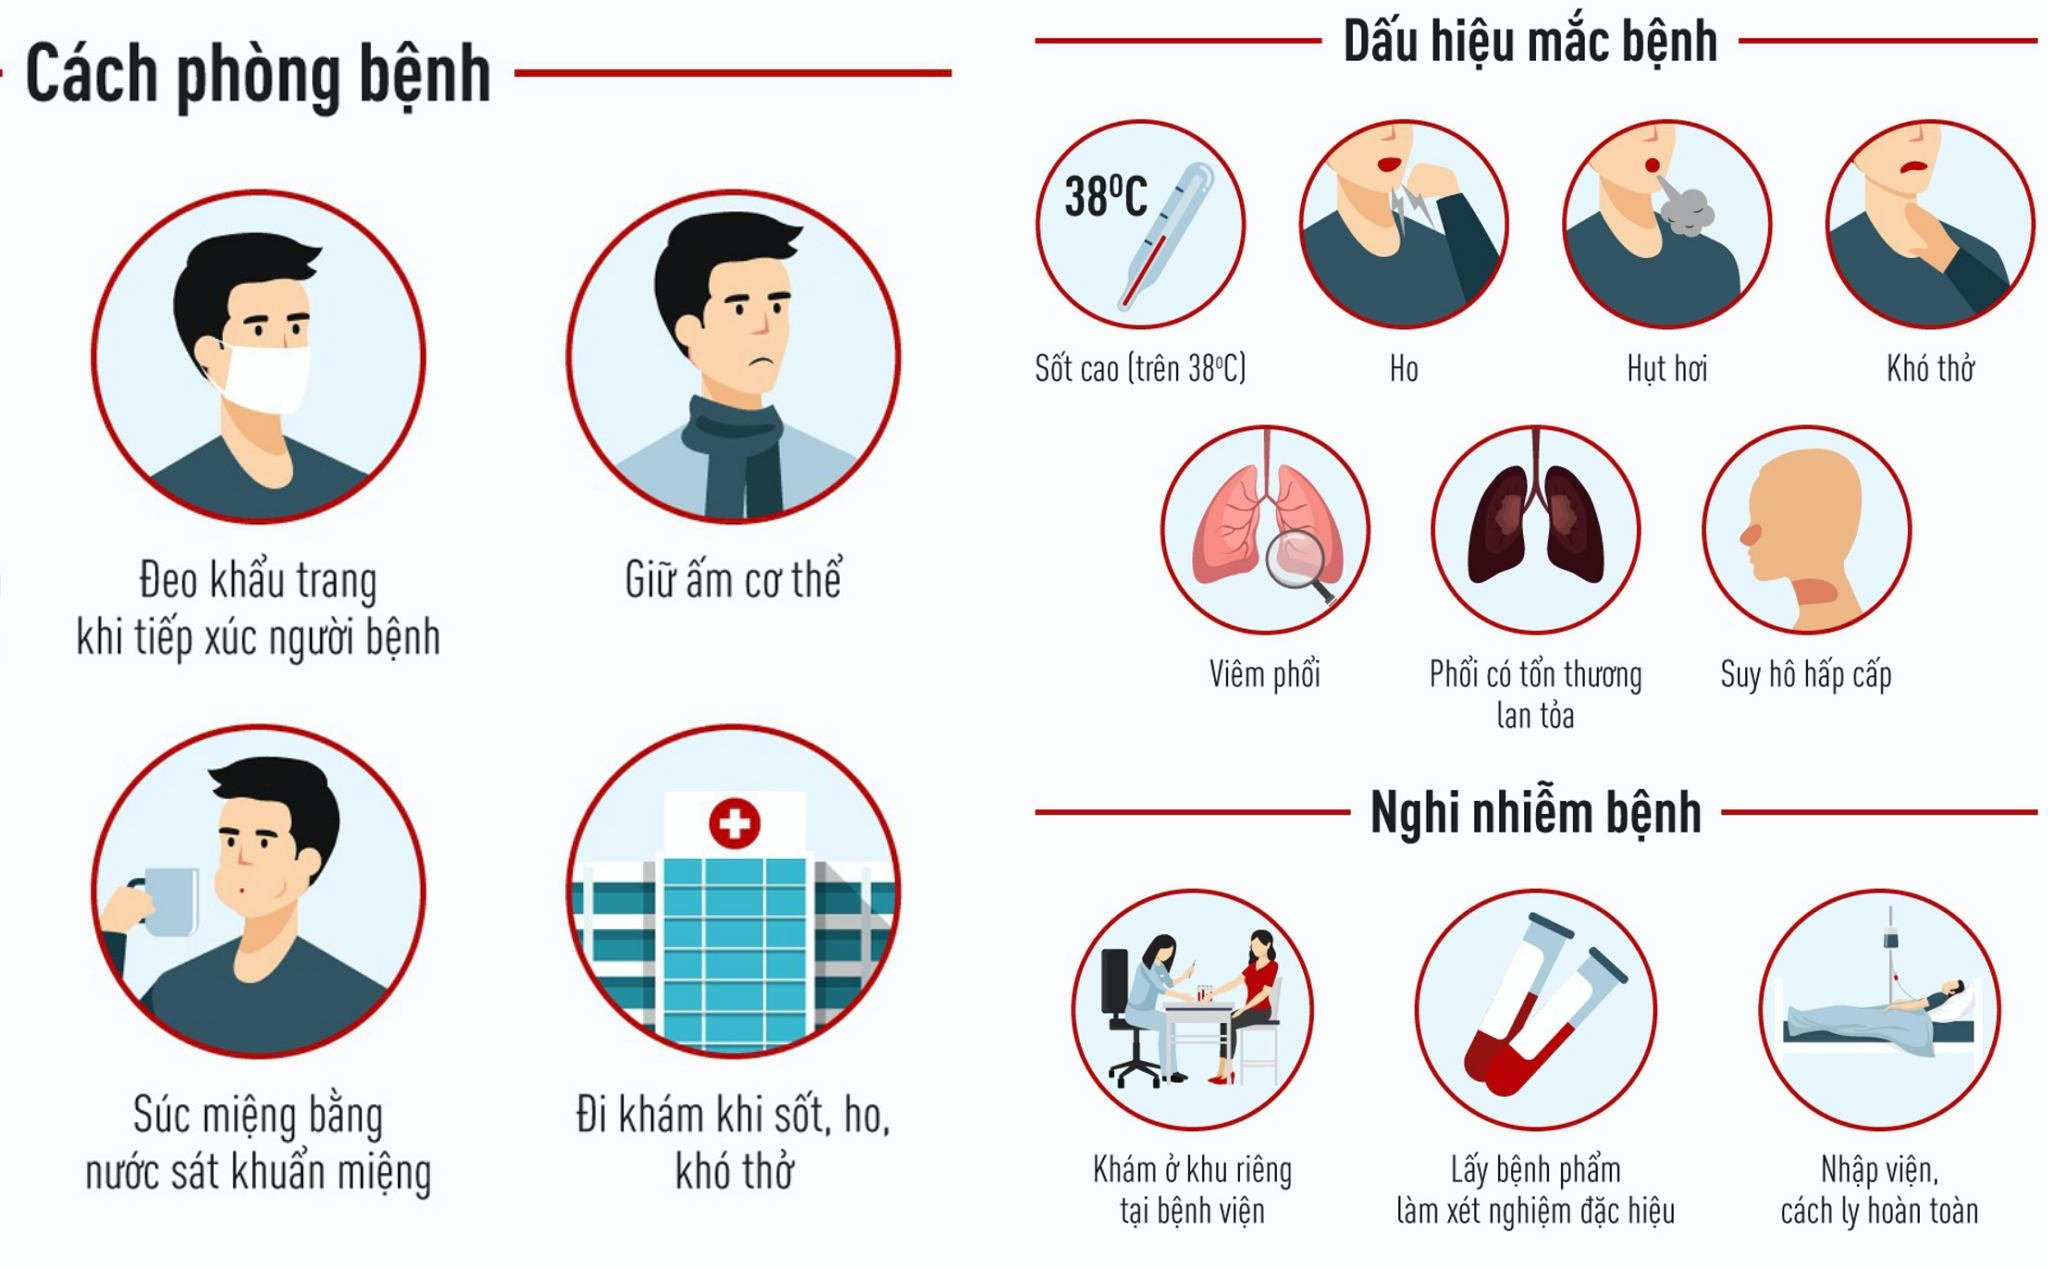 Cách phòng bệnh
Đeo khẩu trang
khi tiếp xúc người bệnh
Giữ ấm cơ thể
Súc miệng bằng
nước sát khuẩn miệng
Đi khám khi sốt, ho,
khó thở
Dấu hiệu mắc bệnh
38⁰C
Sốt cao (trên 38⁰C)
Ho
Hụt hơi
Khó thở
Viêm phổi
Phổi có tổn thương
lan tỏa
Suy hô hấp cấp
Nghi nhiễm bệnh
Khám ở khu riêng
tại bệnh viện
Lấy bệnh phẩm
làm xét nghiệm đặc hiệu
Nhập viện,
cách ly hoàn toàn